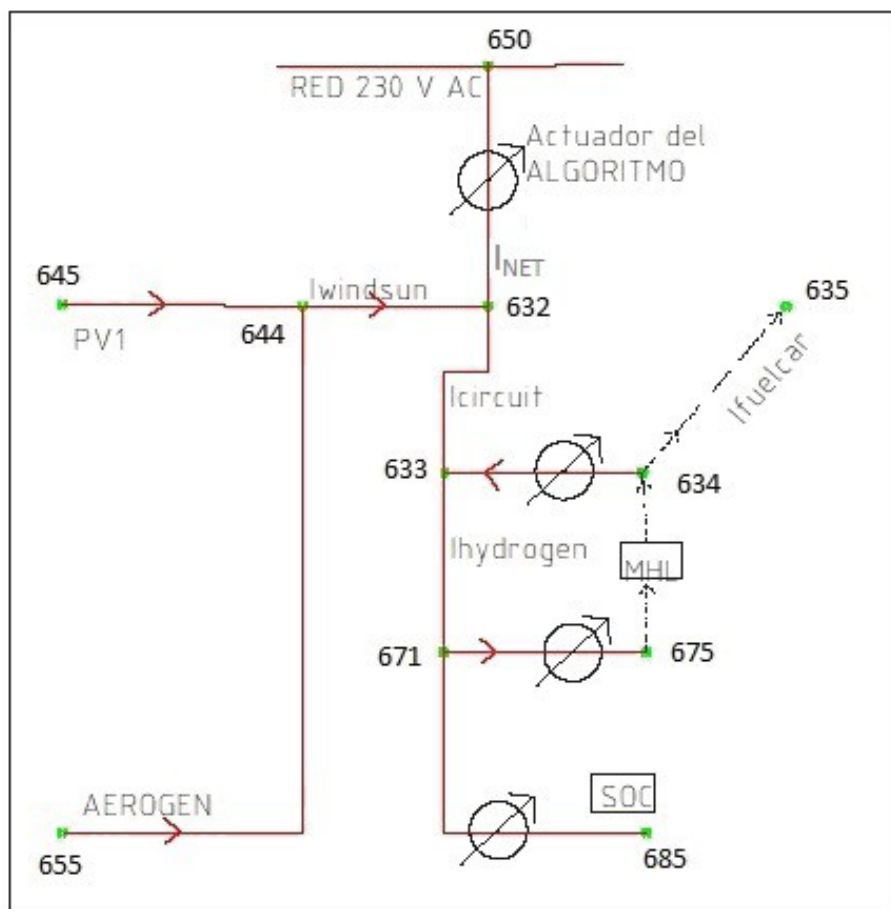 650
RED 230 V AC
Actuador del
ALGORITMO
I_NET
645
Iwindsun
632
635
PV1
644
Icircuit
Ifuelcar
633
634
Ihydrogen
MHL
671
675
SOC
AEROGEN
655
685